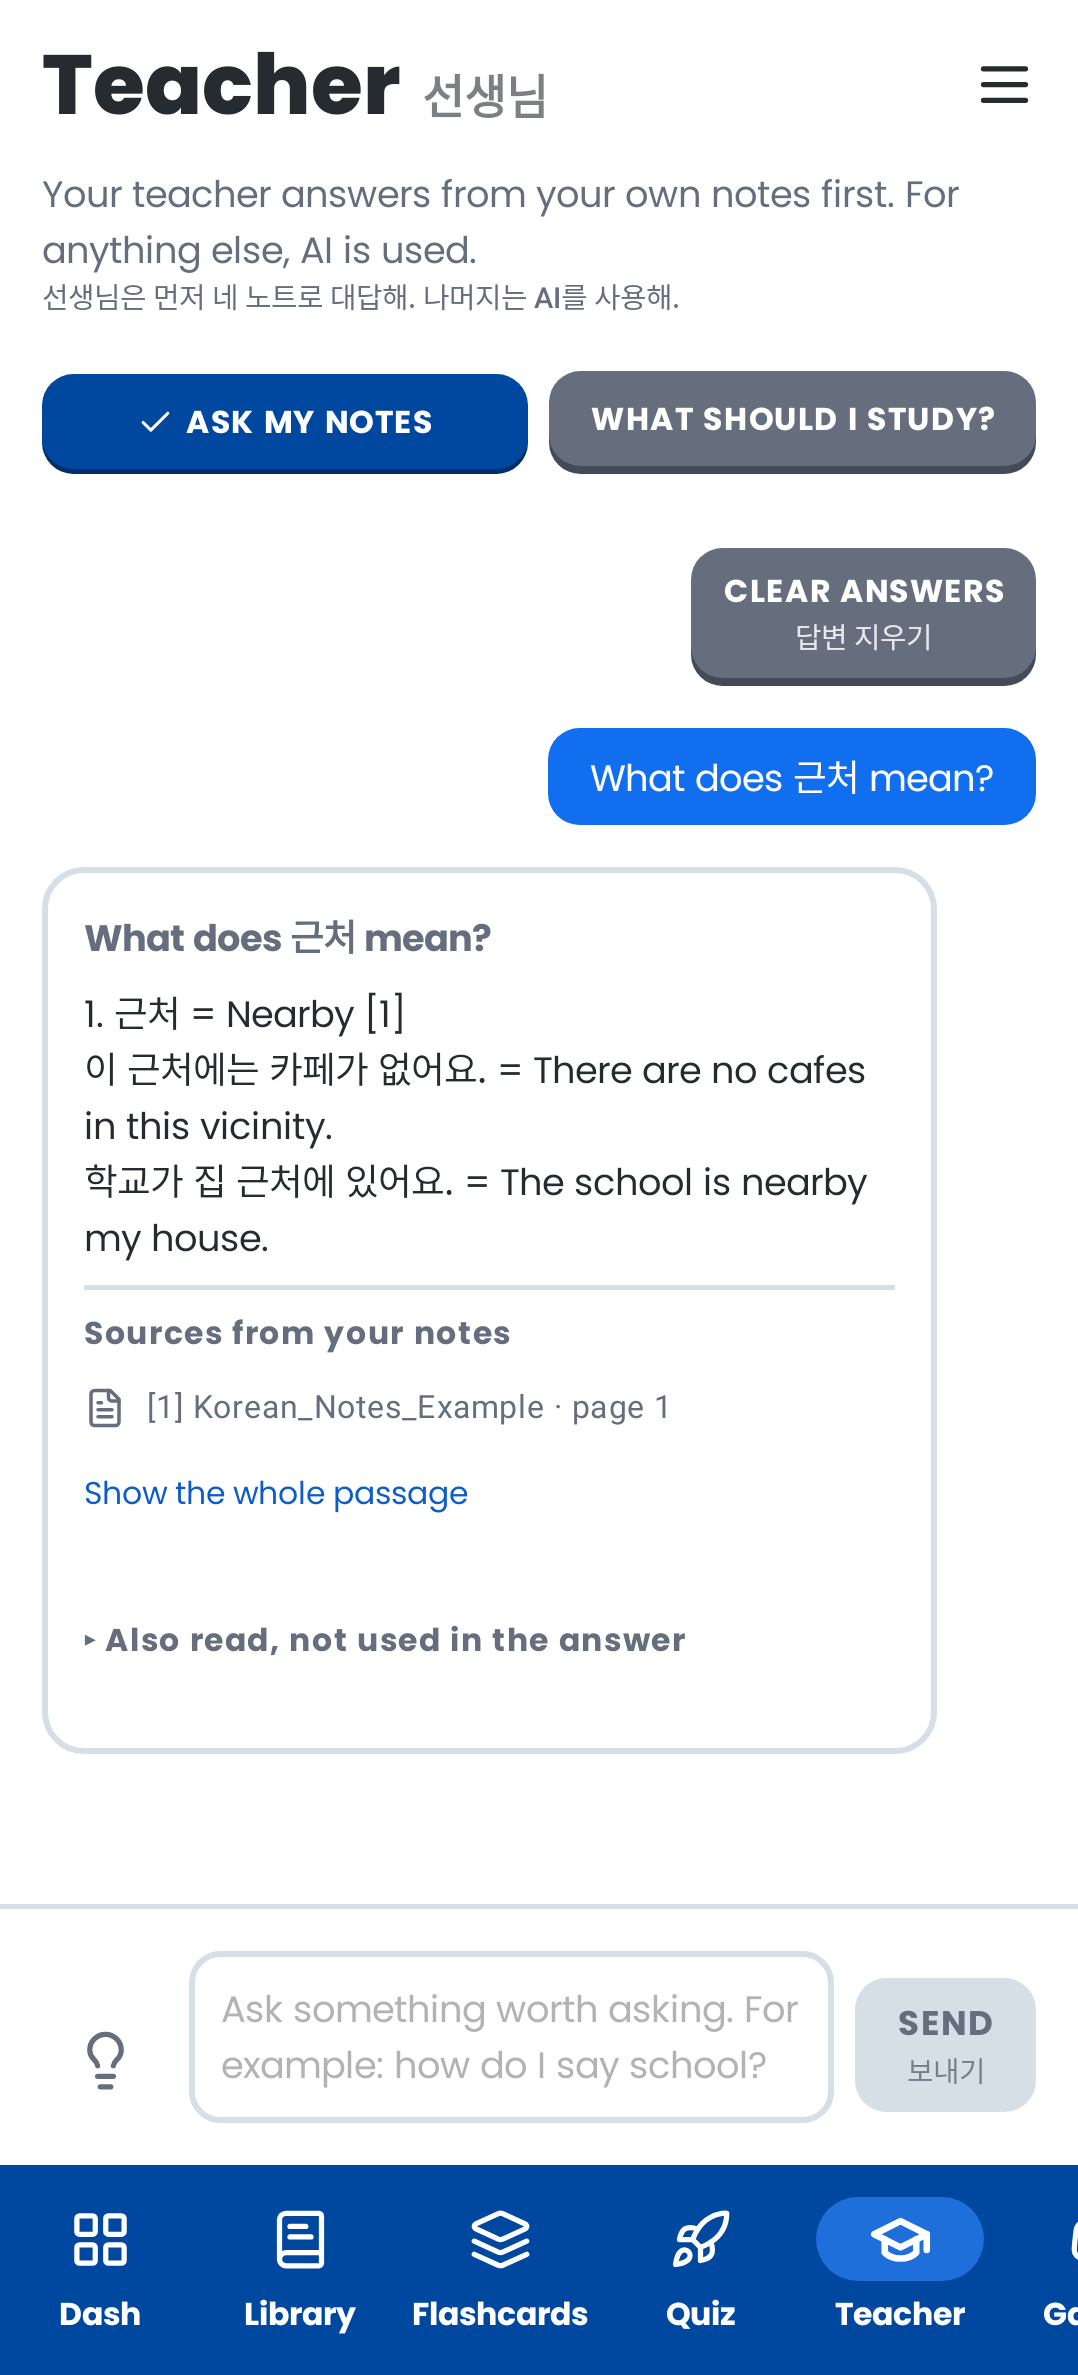 Teacher 선생님
Your teacher answers from your own notes first. For
anything else, AI is used.
선생님은 먼저 네 노트로 대답해. 나머지는 AI를 사용해.
ASK MY NOTES
WHAT SHOULD I STUDY?
CLEAR ANSWERS
답변 지우기
What does 근처 mean?
What does 근처 mean?
1. 근처 = Nearby [1]
이 근처에는 카페가 없어요. = There are no cafes
in this vicinity.
학교가 집 근처에 있어요. = The school is nearby
my house.
Sources from your notes
[1] Korean_Notes_Example · page 1
Show the whole passage
▸ Also read, not used in the answer
Ask something worth asking. For
example: how do I say school?
SEND
보내기
Dash
Library
Flashcards
Quiz
Teacher